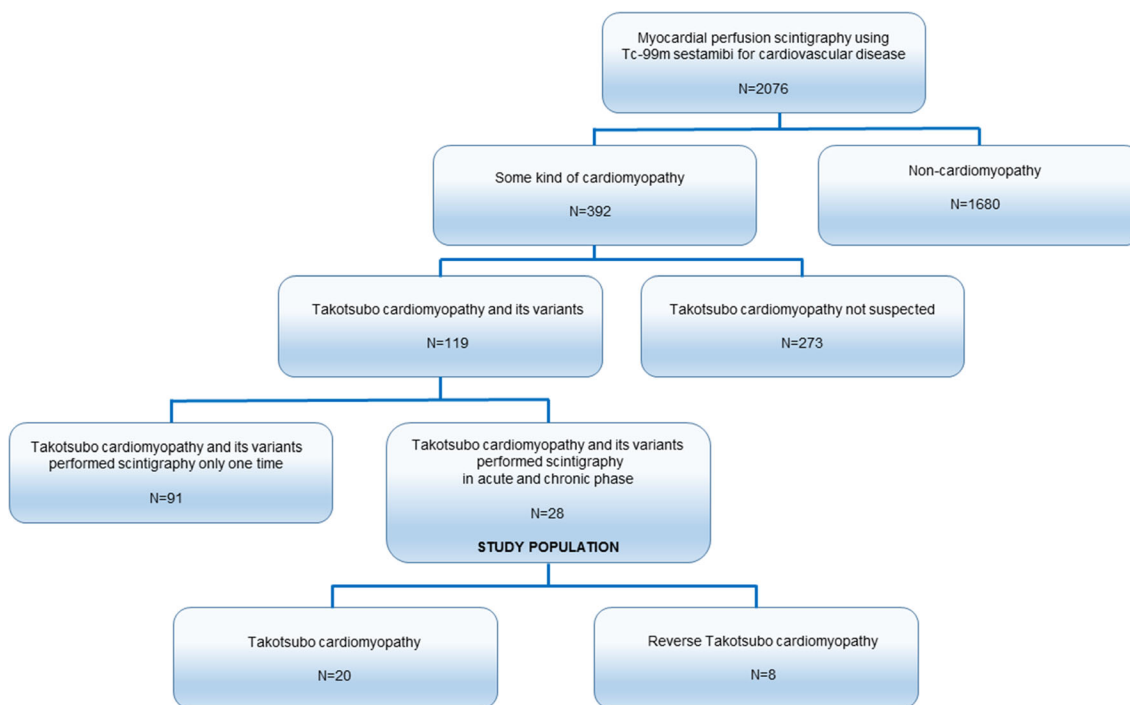 Myocardial perfusion scintigraphy using
Tc-99m sestamibi for cardiovascular disease
N=2076
Some kind of cardiomyopathy
N=392
Non-cardiomyopathy
N=1680
Takotsubo cardiomyopathy and its variants
N=119
Takotsubo cardiomyopathy not suspected
N=273
Takotsubo cardiomyopathy and its variants
performed scintigraphy only one time
N=91
Takotsubo cardiomyopathy and its variants
performed scintigraphy
in acute and chronic phase
N=28
STUDY POPULATION
Takotsubo cardiomyopathy
N=20
Reverse Takotsubo cardiomyopathy
N=8